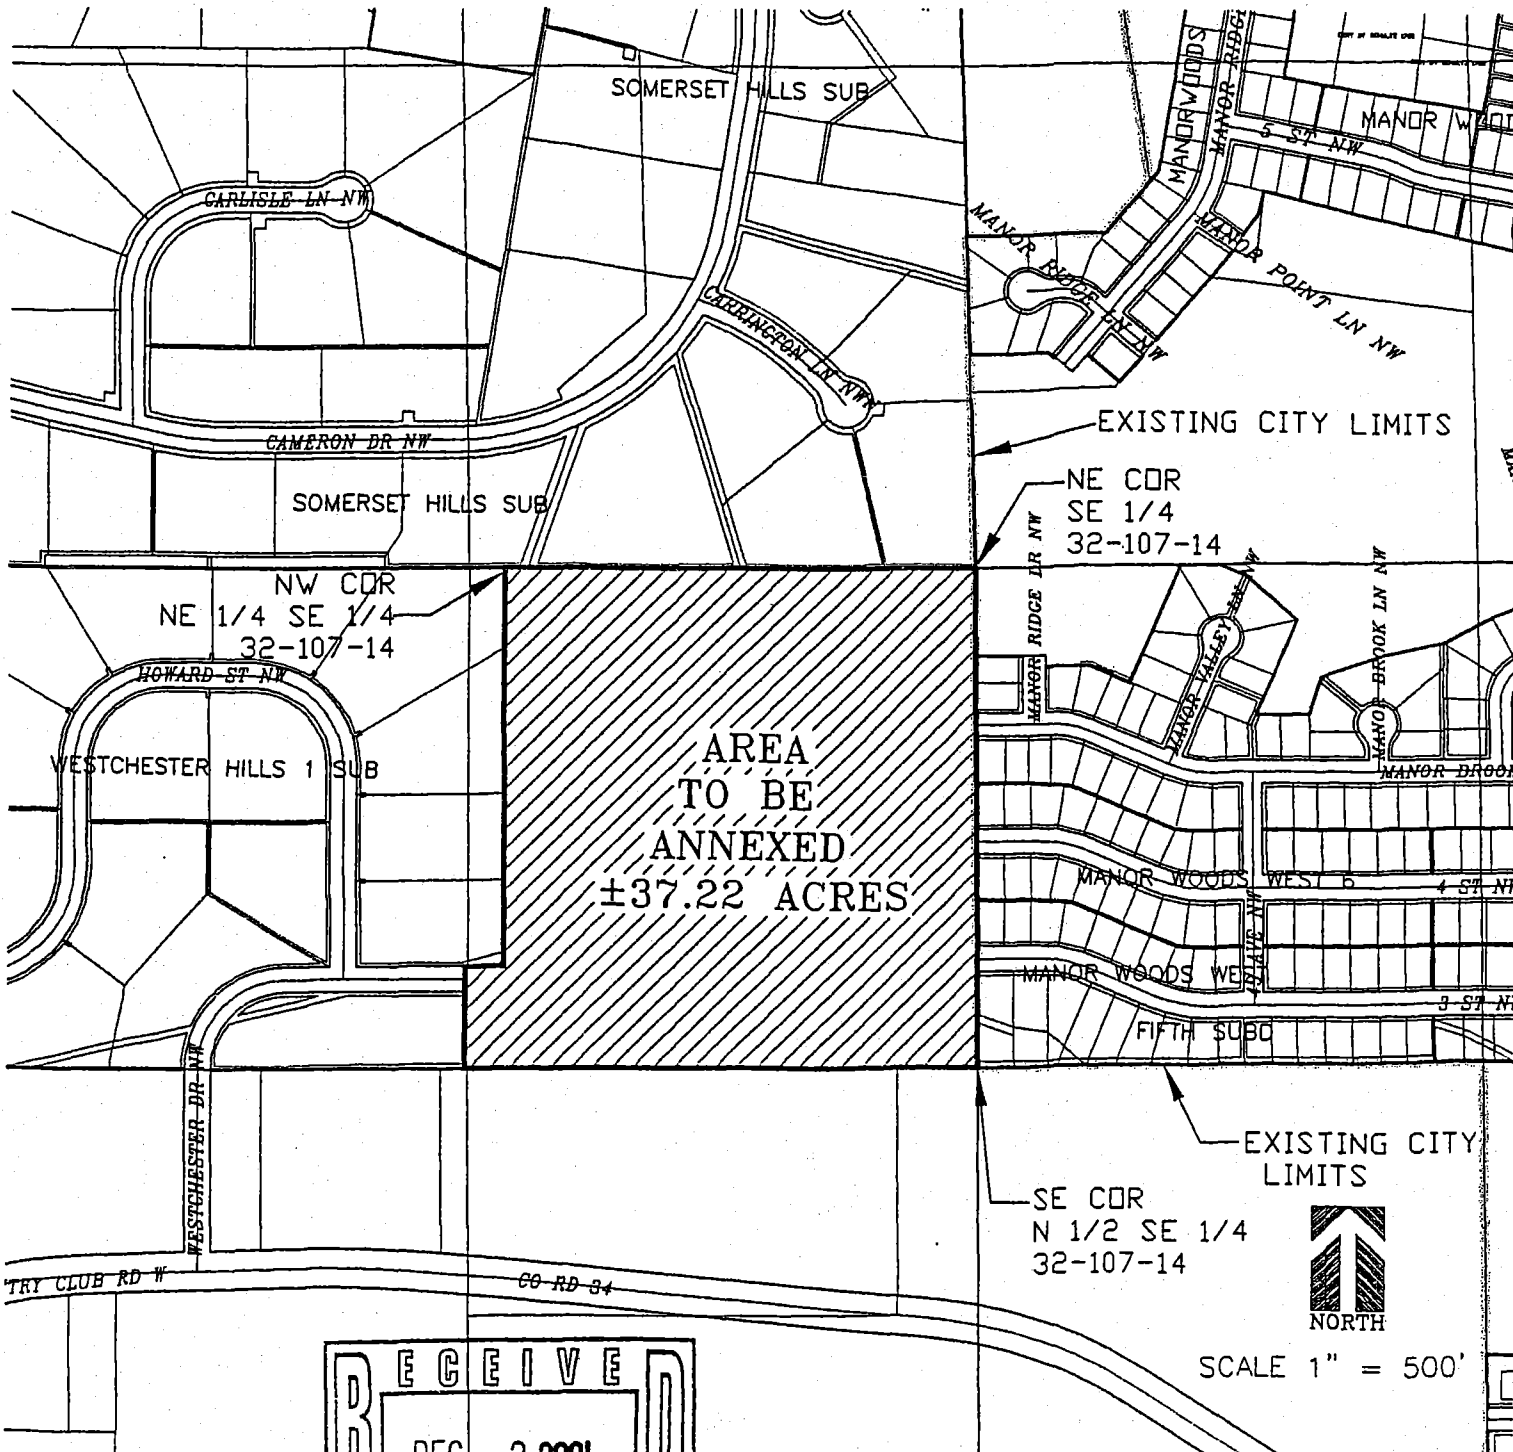 SOMERSET HILLS SUB
MANORWOODS
MANOR RIDGE
5 ST NW
MANOR WOOD
CARLISLE LN NW
MANOR RIDGE LN NW
MANOR POINT LN NW
CARRINGTON LN NW
CAMERON DR NW
SOMERSET HILLS SUB
EXISTING CITY LIMITS
NE COR
SE 1/4
32-107-14
NW COR
NE 1/4 SE 1/4
32-107-14
MANOR RIDGE DR NW
MANOR VALLEY LN NW
MANOR BROOK LN NW
HOWARD ST NW
WESTCHESTER HILLS 1 SUB
MANOR BROOK
AREA
TO BE
ANNEXED
±37.22 ACRES
MANOR WOODS WEST 6
4 ST NW
AVE NW
MANOR WOODS WEST
3 ST NW
FIFTH SUBD
WESTCHESTER DR NW
EXISTING CITY
LIMITS
SE COR
N 1/2 SE 1/4
32-107-14
TRY CLUB RD W
CO RD 34
NORTH
SCALE 1" = 500'
RECEIVED
DEC